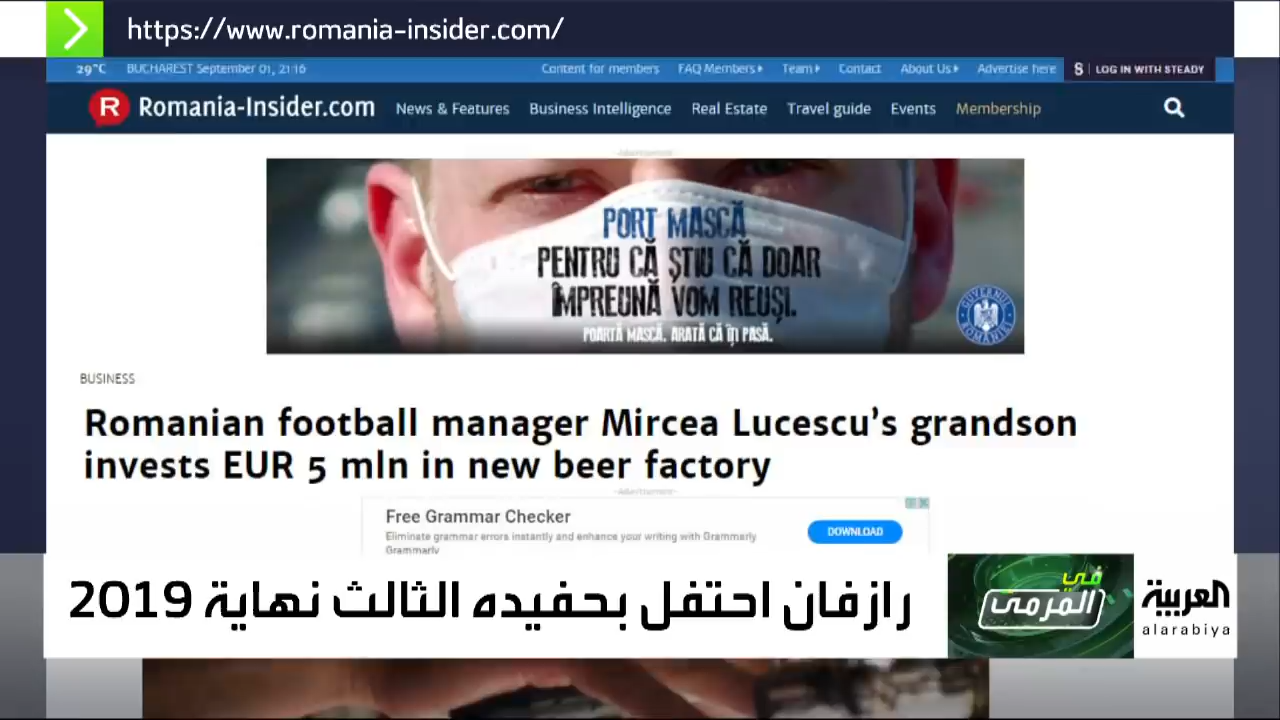 https://www.romania-insider.com/
29°C BUCHAREST September 01, 21:16 Content for members FAQ Members Team Contact About Us Advertise here LOG IN WITH STEADY
R Romania-Insider.com News & Features Business Intelligence Real Estate Travel guide Events Membership
-Advertisement-
PORT MASCĂ
PENTRU CĂ ȘTIU CĂ DOAR
ÎMPREUNĂ VOM REUȘI.
POARTĂ MASCĂ. ARATĂ CĂ ÎȚI PASĂ.
GUVERNUL ROMÂNIEI
BUSINESS
Romanian football manager Mircea Lucescu’s grandson
invests EUR 5 mln in new beer factory
-Advertisement-
Free Grammar Checker
Eliminate grammar errors instantly and enhance your writing with Grammarly
Grammarly
DOWNLOAD
رازفان احتفل بحفيده الثالث نهاية 2019
في
المرمى
العربية
alarabiya